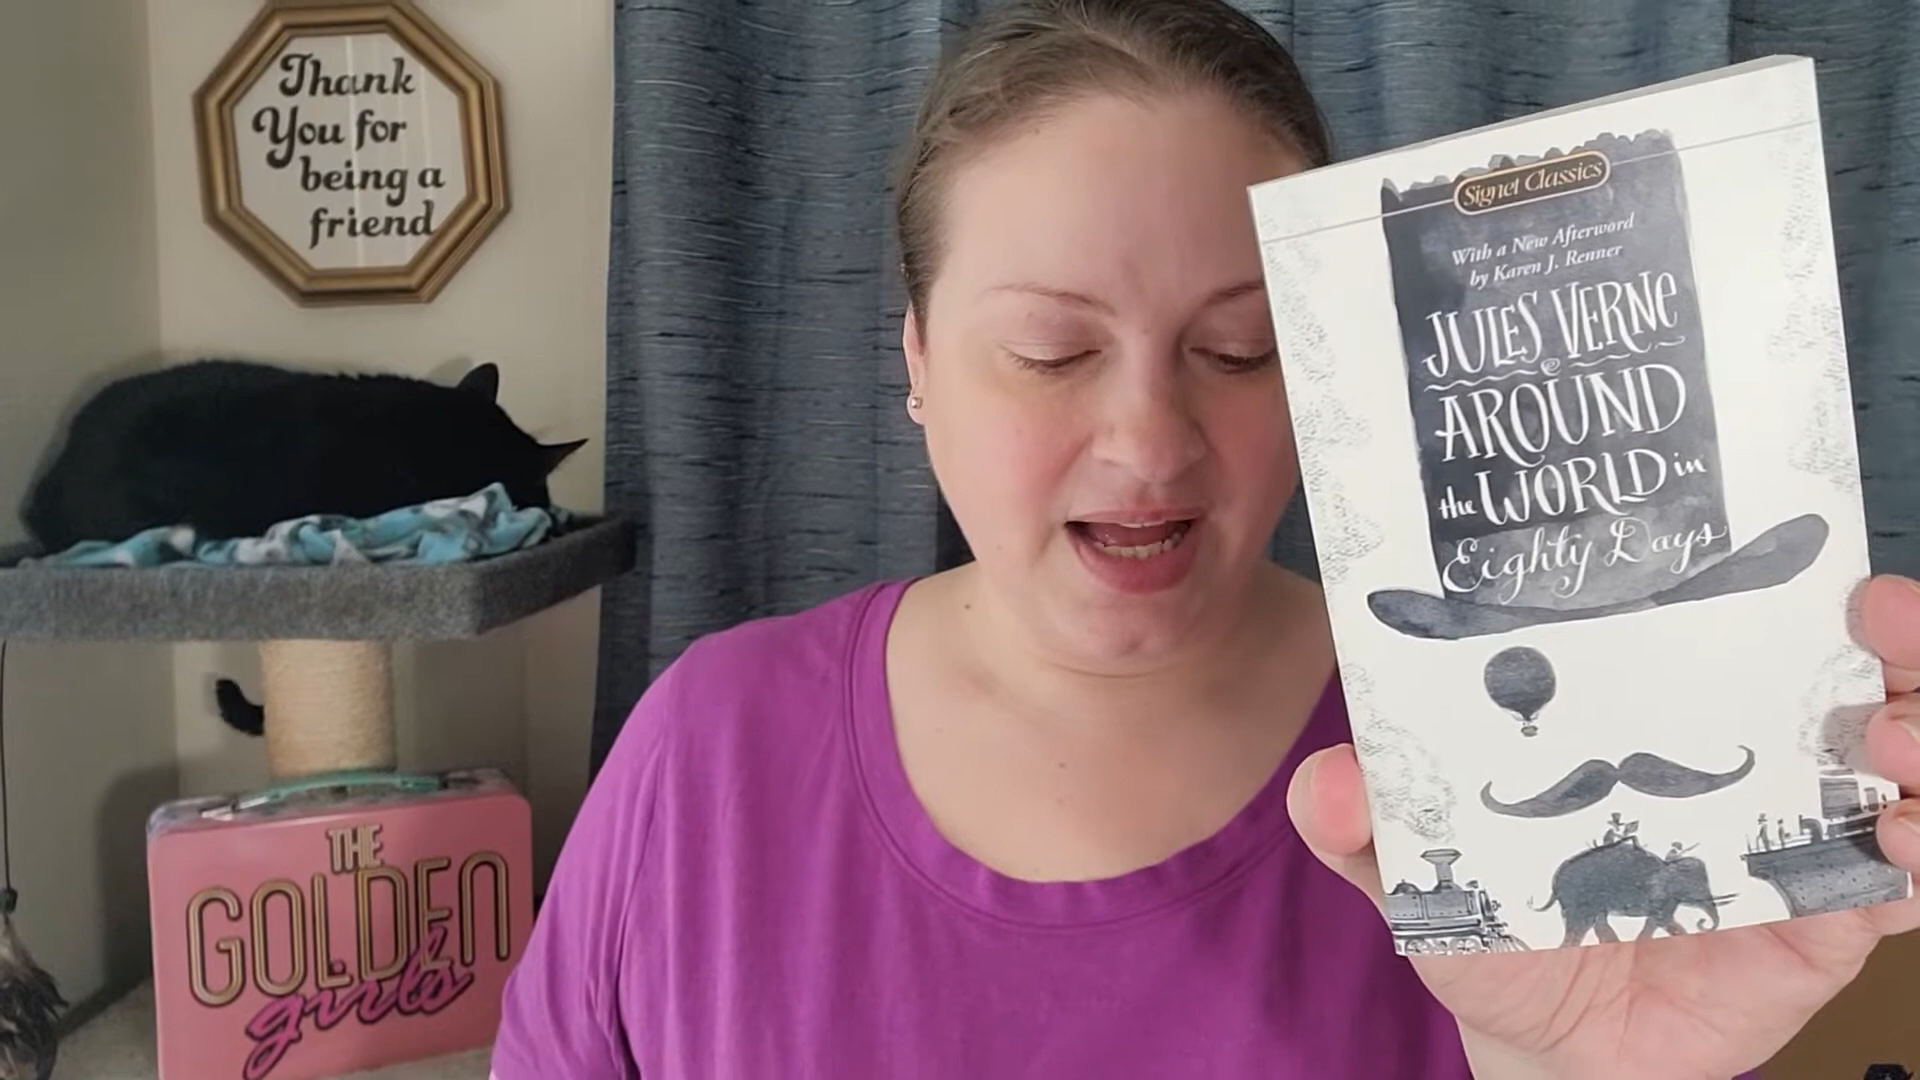 Thank
You for
being a
friend
THE
GOLDEN
girls
Signet Classics
With a New Afterword
by Karen J. Renner
JULES VERNE
AROUND
the WORLD in
Eighty Days